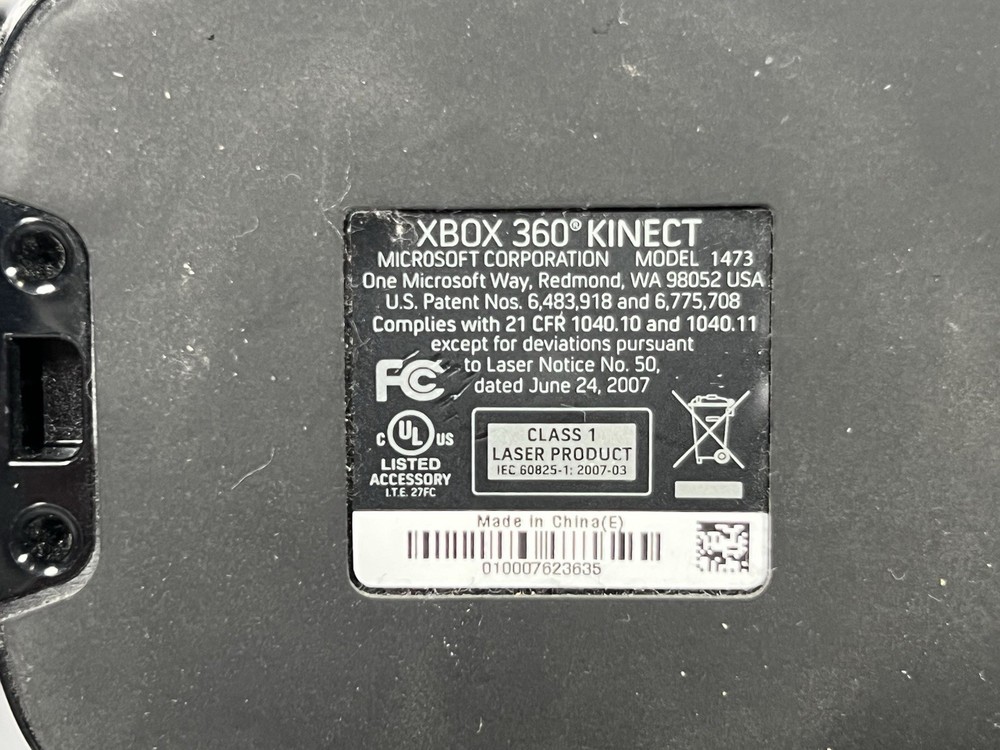 XBOX 360® KINECT
MICROSOFT CORPORATION MODEL 1473
One Microsoft Way, Redmond, WA 98052 USA
U.S. Patent Nos. 6,483,918 and 6,775,708
Complies with 21 CFR 1040.10 and 1040.11
except for deviations pursuant
to Laser Notice No. 50,
dated June 24, 2007
FC
C UL US
LISTED
ACCESSORY
I.T.E. 27FC
CLASS 1
LASER PRODUCT
IEC 60825-1: 2007-03
Made in China(E)
010007623635